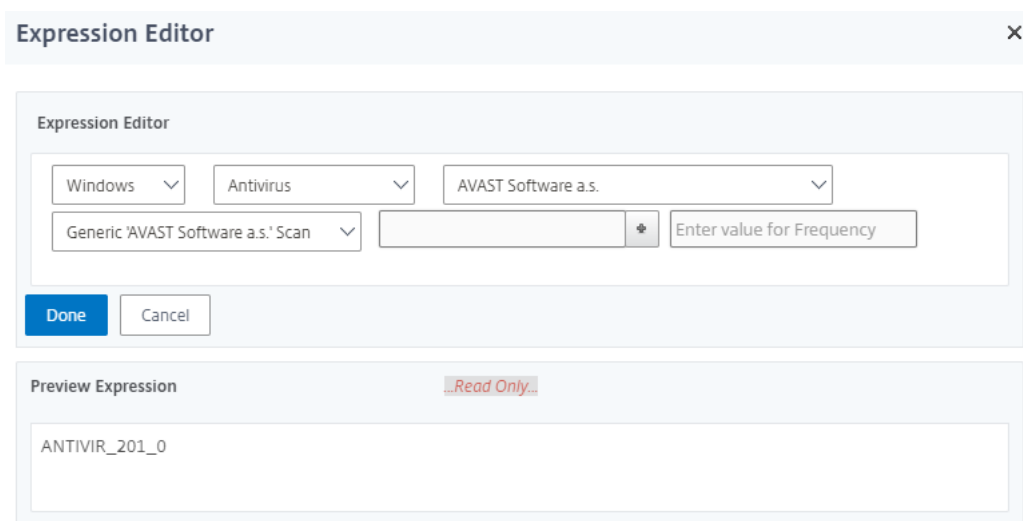 Expression Editor
Expression Editor
Windows Antivirus AVAST Software a.s.
Generic 'AVAST Software a.s.' Scan Enter value for Frequency
Done Cancel
Preview Expression ...Read Only...
ANTIVIR_201_0